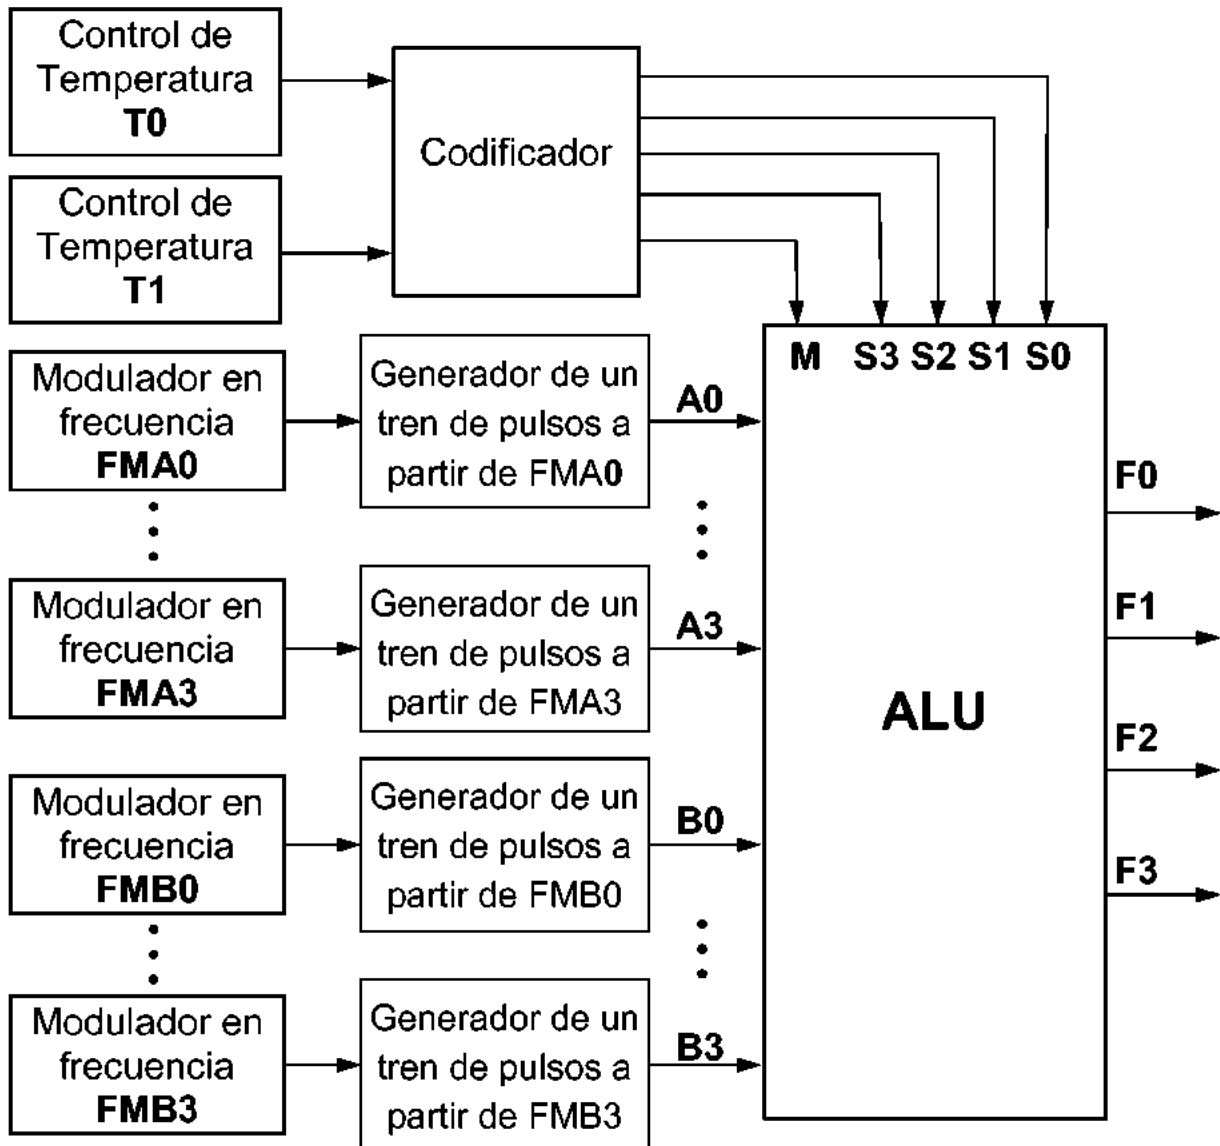 Control de
Temperatura
T0
Codificador
Control de
Temperatura
T1
M S3 S2 S1 S0
Modulador en
frecuencia
FMA0
Generador de un
tren de pulsos a
partir de FMA0
A0
F0
Modulador en
frecuencia
FMA3
Generador de un
tren de pulsos a
partir de FMA3
A3
F1
ALU
F2
Modulador en
frecuencia
FMB0
Generador de un
tren de pulsos a
partir de FMB0
B0
F3
Modulador en
frecuencia
FMB3
Generador de un
tren de pulsos a
partir de FMB3
B3